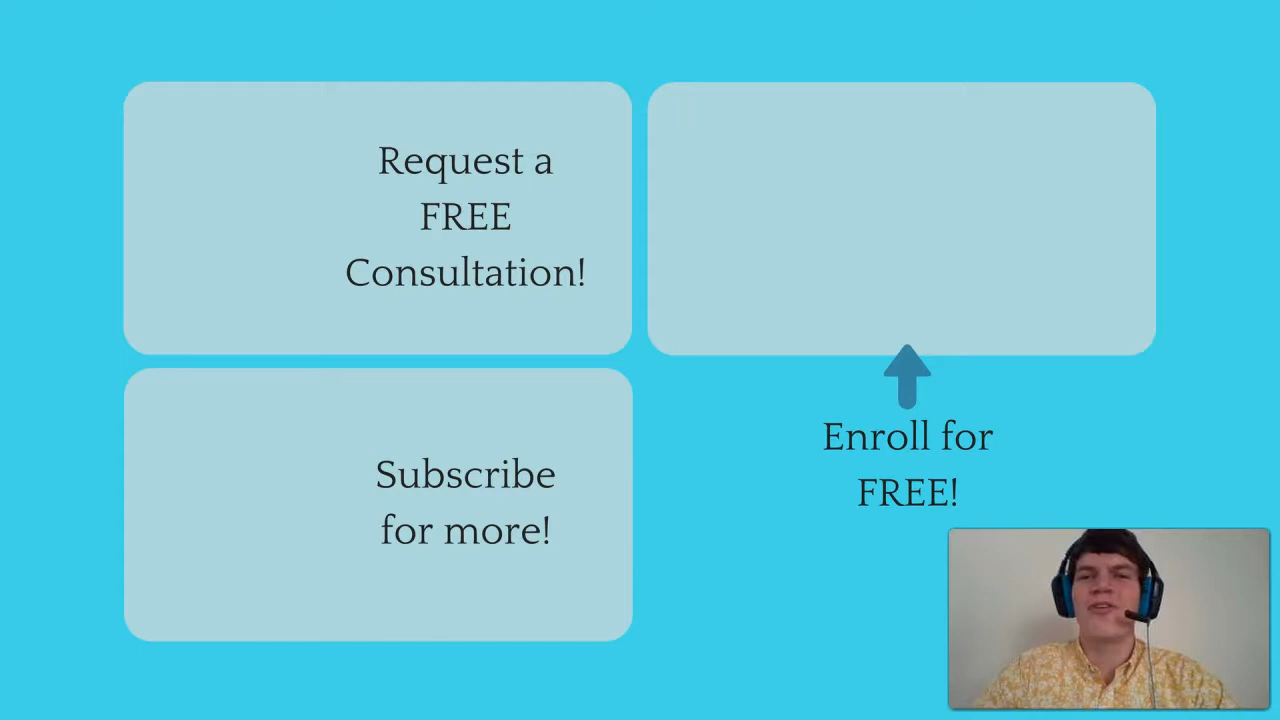 Request a
FREE
Consultation!
Enroll for
FREE!
Subscribe
for more!